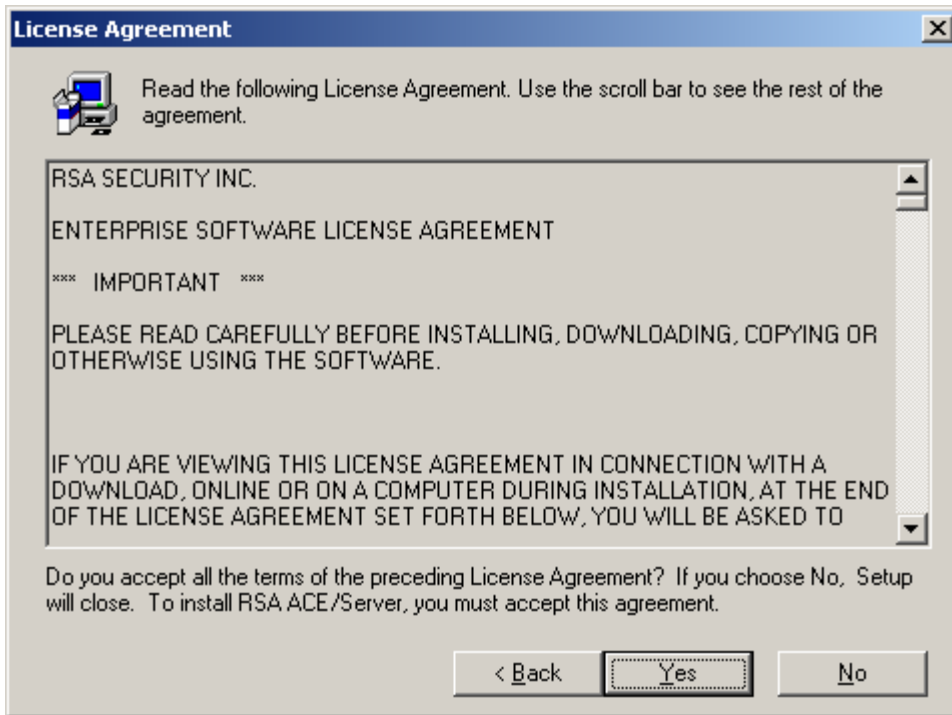 License Agreement
Read the following License Agreement. Use the scroll bar to see the rest of the
agreement.
RSA SECURITY INC.
ENTERPRISE SOFTWARE LICENSE AGREEMENT
*** IMPORTANT ***
PLEASE READ CAREFULLY BEFORE INSTALLING, DOWNLOADING, COPYING OR
OTHERWISE USING THE SOFTWARE.
IF YOU ARE VIEWING THIS LICENSE AGREEMENT IN CONNECTION WITH A
DOWNLOAD, ONLINE OR ON A COMPUTER DURING INSTALLATION, AT THE END
OF THE LICENSE AGREEMENT SET FORTH BELOW, YOU WILL BE ASKED TO
Do you accept all the terms of the preceding License Agreement? If you choose No, Setup
will close. To install RSA ACE/Server, you must accept this agreement.
< Back Yes No